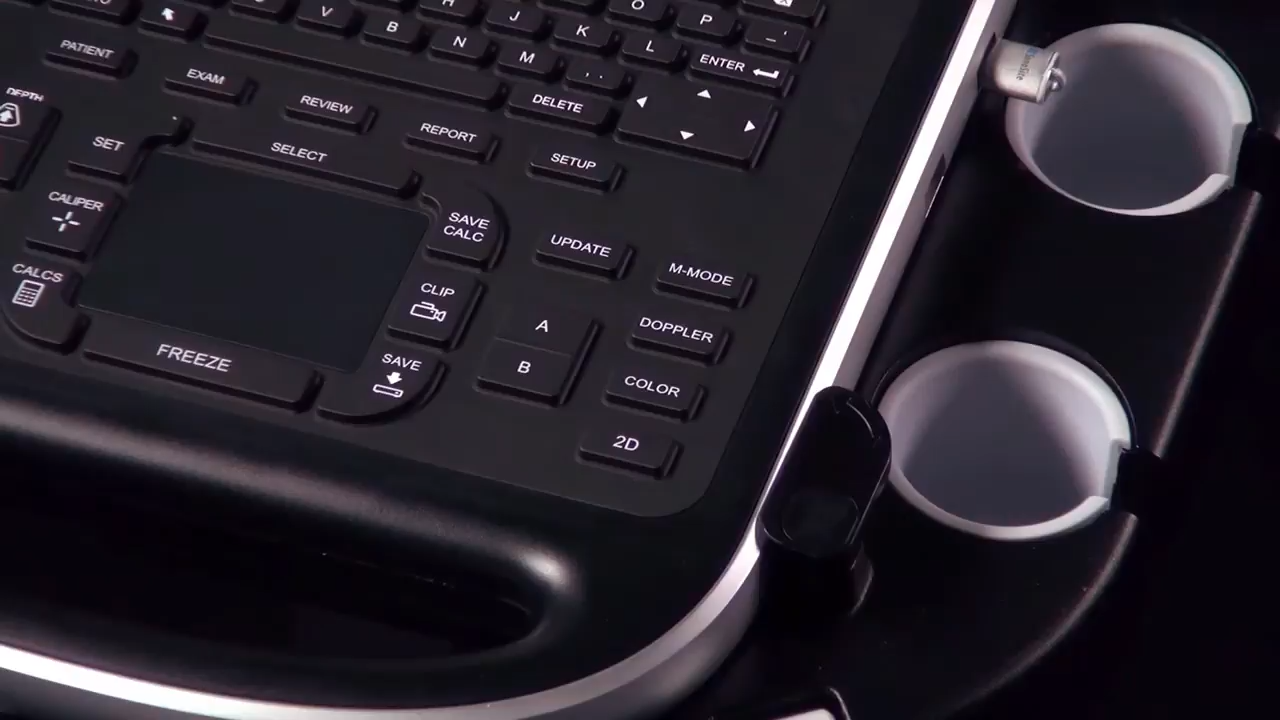 O
P
H
J
K
L
_ -
V
B
N
M
, .
ENTER
PATIENT
EXAM
REVIEW
REPORT
DELETE
SETUP
DEPTH
SET
SELECT
CALIPER
SAVE
CALC
UPDATE
M-MODE
CALCS
CLIP
A
B
DOPPLER
FREEZE
SAVE
COLOR
2D